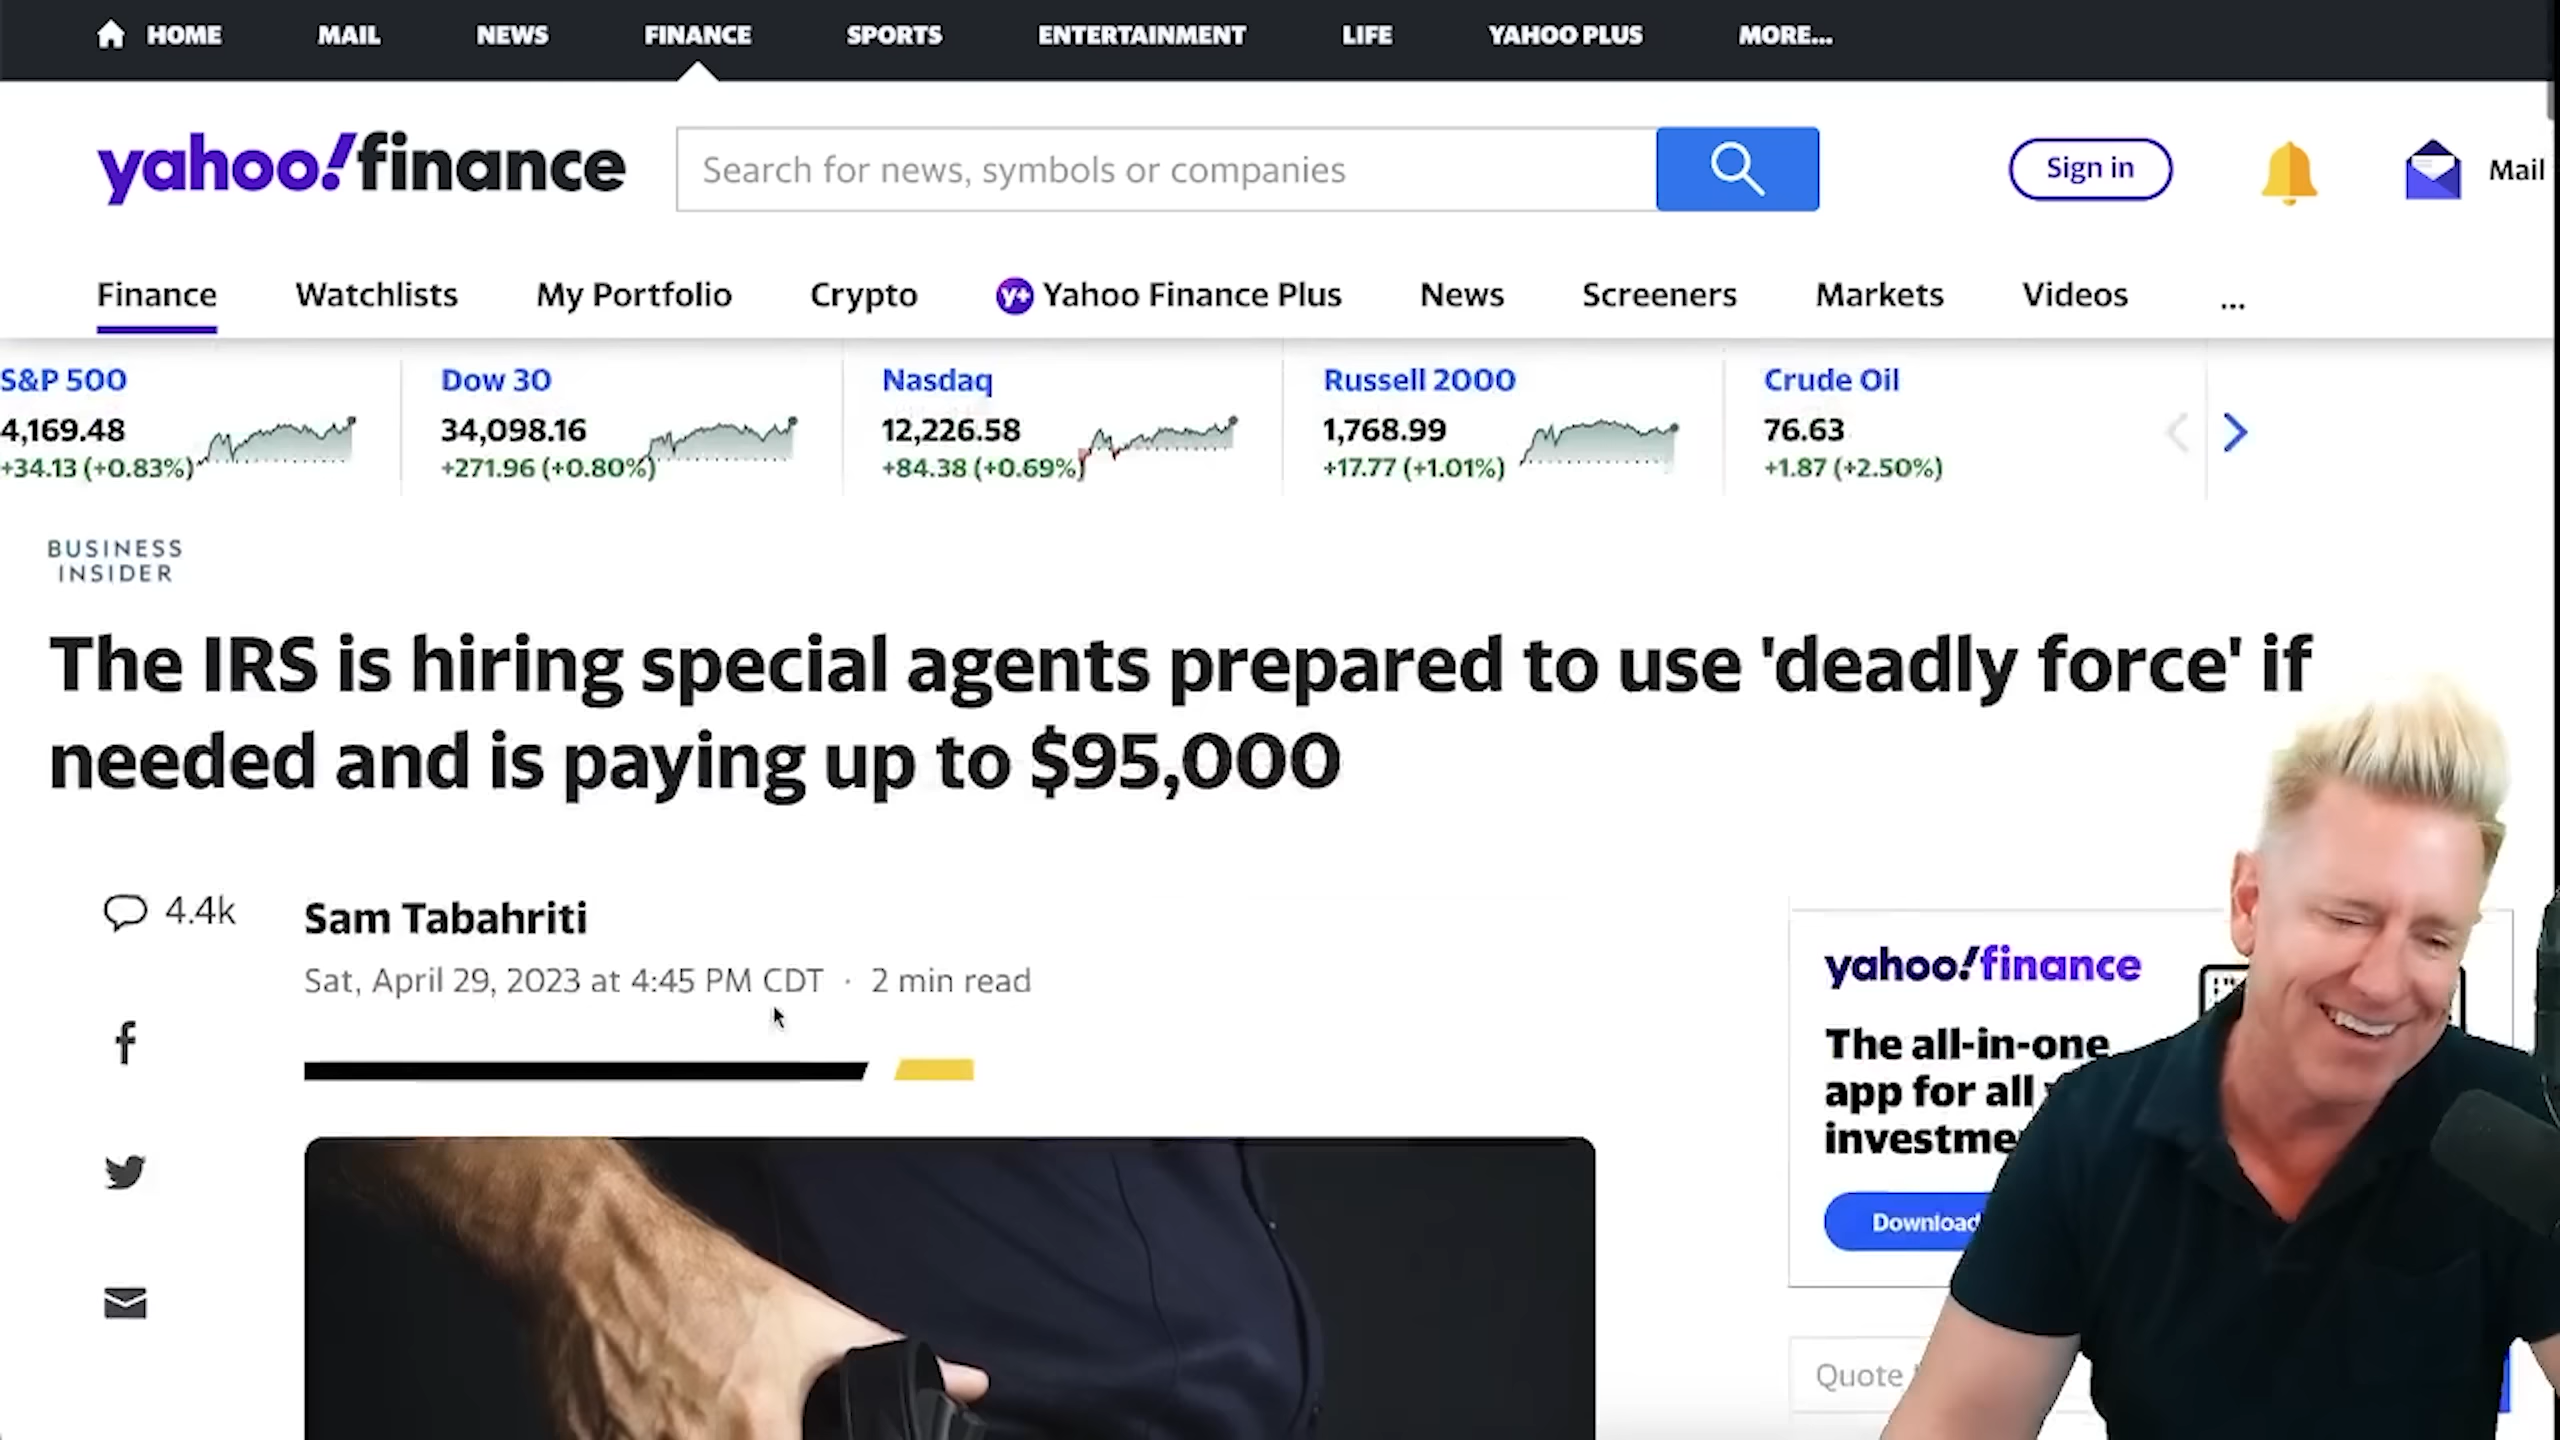 HOME MAIL NEWS FINANCE SPORTS ENTERTAINMENT LIFE YAHOO PLUS MORE...
yahoo!finance Search for news, symbols or companies Sign in Mail
Finance Watchlists My Portfolio Crypto y+ Yahoo Finance Plus News Screeners Markets Videos ...
S&P 500 Dow 30 Nasdaq Russell 2000 Crude Oil
4,169.48 34,098.16 12,226.58 1,768.99 76.63
+34.13 (+0.83%) +271.96 (+0.80%) +84.38 (+0.69%) +17.77 (+1.01%) +1.87 (+2.50%)
BUSINESS
INSIDER
The IRS is hiring special agents prepared to use 'deadly force' if
needed and is paying up to $95,000
4.4k
Sam Tabahriti
Sat, April 29, 2023 at 4:45 PM CDT · 2 min read
yahoo!finance
The all-in-one
app for all
investme
Download
Quote